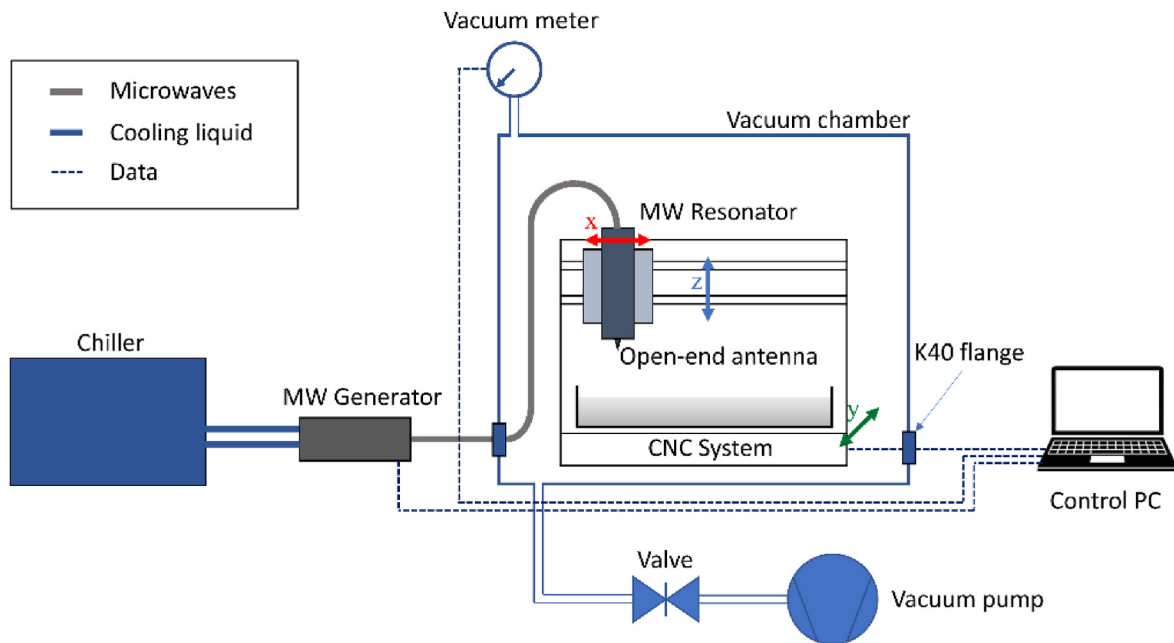 Vacuum meter
Microwaves
Cooling liquid
Data
Vacuum chamber
MW Resonator
x
z
Open-end antenna
K40 flange
Chiller
MW Generator
y
CNC System
Control PC
Valve
Vacuum pump